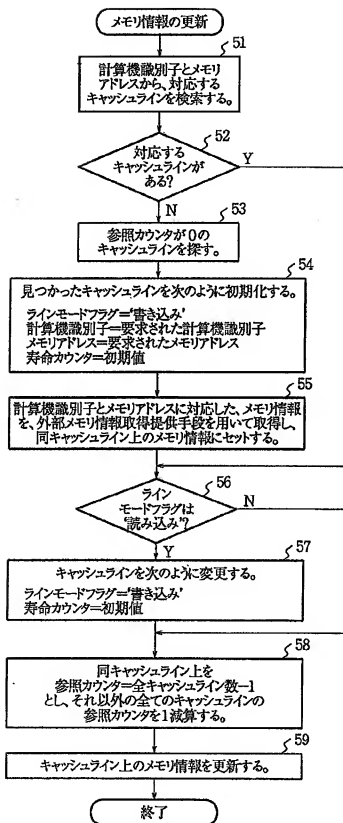 メモリ情報の更新
51
計算機識別子とメモリ
アドレスから、対応する
キャッシュラインを検索する。
52
対応する
キャッシュラインが
ある?
Y
N
53
参照カウンタが0の
キャッシュラインを探す。
54
見つかったキャッシュラインを次のように初期化する。
ラインモードフラグ='書き込み'
計算機識別子=要求された計算機識別子
メモリアドレス=要求されたメモリアドレス
寿命カウンタ=初期値
55
計算機識別子とメモリアドレスに対応した、メモリ情報
を、外部メモリ情報取得提供手段を用いて取得し、
同キャッシュライン上のメモリ情報にセットする。
56
ライン
モードフラグは
'読み込み'?
N
Y
57
キャッシュラインを次のように変更する。
ラインモードフラグ='書き込み'
寿命カウンタ=初期値
58
同キャッシュライン上を
参照カウンタ=全キャッシュライン数-1
とし、それ以外の全てのキャッシュラインの
参照カウンタを1減算する。
59
キャッシュライン上のメモリ情報を更新する。
終了